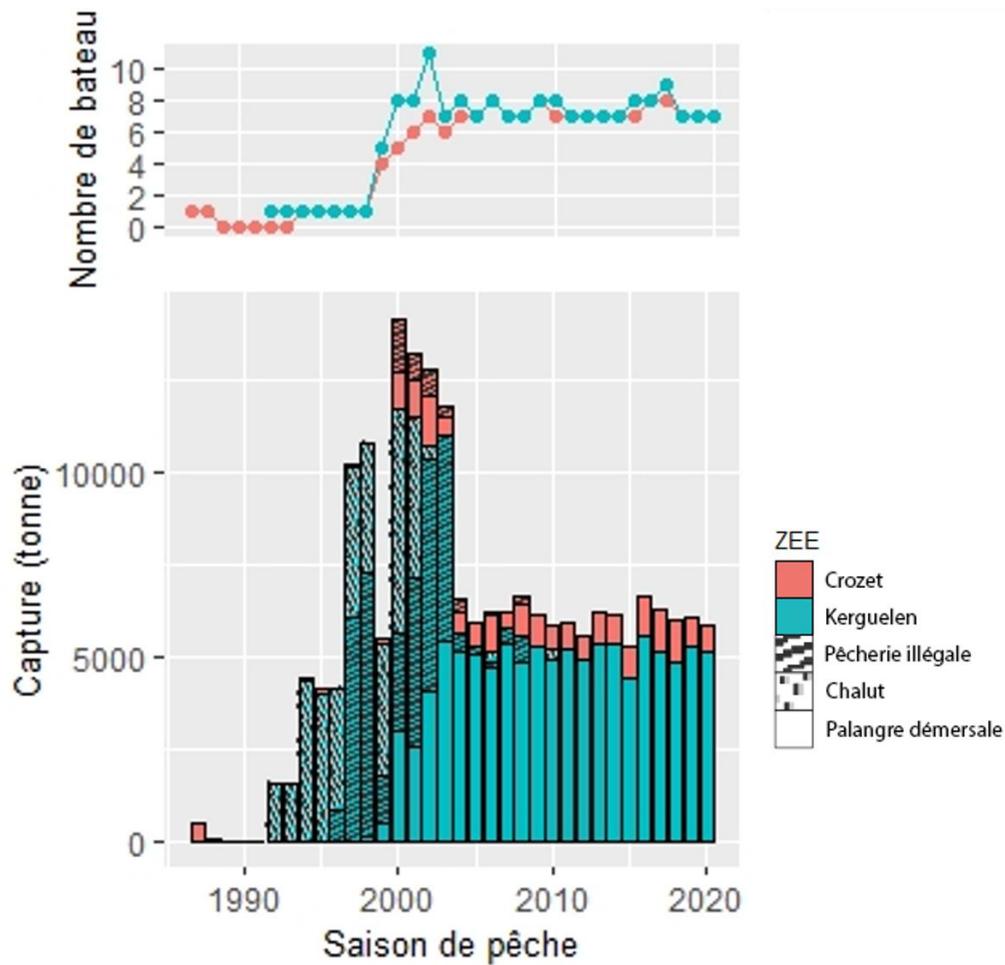 Nombre de bateau
10
8
6
4
2
0
Capture (tonne)
10000
5000
0
1990 2000 2010 2020
Saison de pêche
ZEE
Crozet
Kerguelen
Pêcherie illégale
Chalut
Palangre démersale